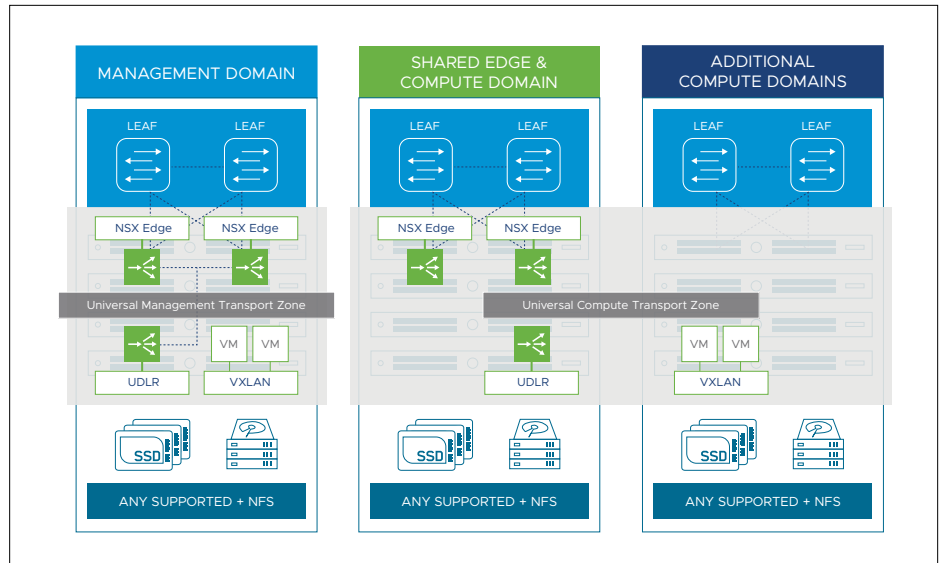 MANAGEMENT DOMAIN
LEAF
LEAF
NSX Edge
NSX Edge
Universal Management Transport Zone
VM
VM
UDLR
VXLAN
SSD
ANY SUPPORTED + NFS
SHARED EDGE &
COMPUTE DOMAIN
LEAF
LEAF
NSX Edge
NSX Edge
Universal Compute Transport Zone
UDLR
SSD
ANY SUPPORTED + NFS
ADDITIONAL
COMPUTE DOMAINS
LEAF
LEAF
VM
VM
VXLAN
SSD
ANY SUPPORTED + NFS